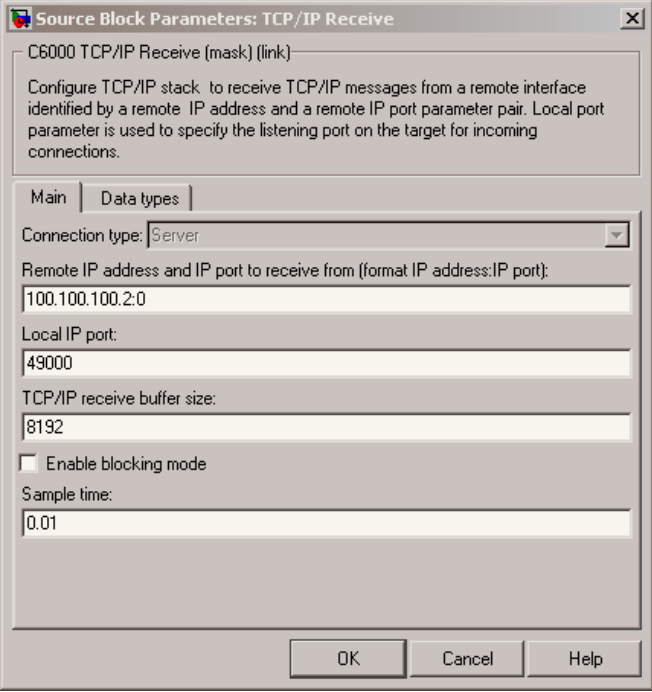 Source Block Parameters: TCP/IP Receive
C6000 TCP/IP Receive (mask) (link)
Configure TCP/IP stack to receive TCP/IP messages from a remote interface
identified by a remote IP address and a remote IP port parameter pair. Local port
parameter is used to specify the listening port on the target for incoming
connections.
Main Data types
Connection type: Server
Remote IP address and IP port to receive from (format IP address:IP port):
100.100.100.2:0
Local IP port:
49000
TCP/IP receive buffer size:
8192
Enable blocking mode
Sample time:
0.01
OK Cancel Help